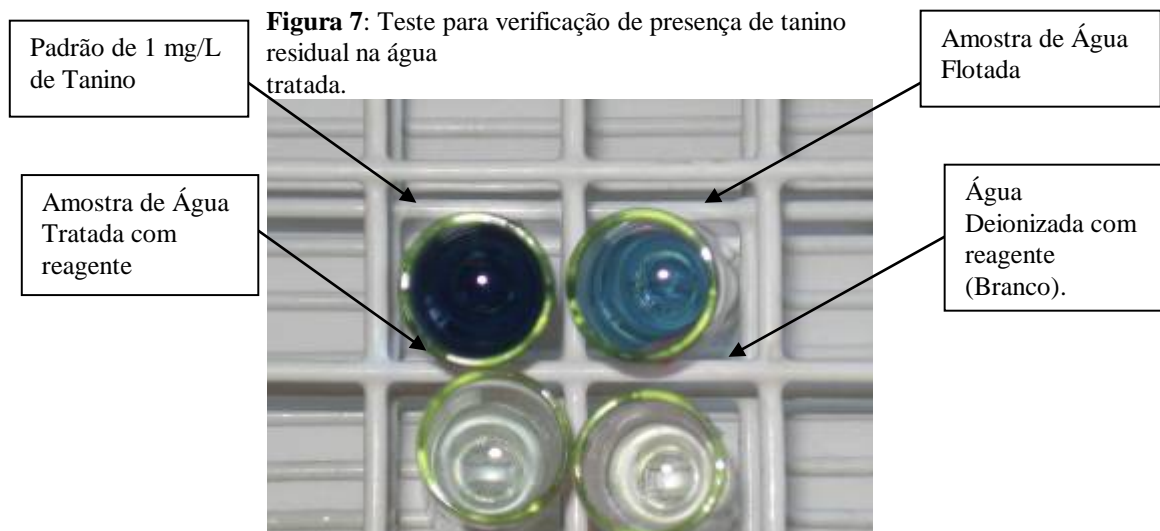 Figura 7: Teste para verificação de presença de tanino
residual na água
tratada.
Padrão de 1 mg/L
de Tanino
Amostra de Água
Flotada
Amostra de Água
Tratada com
reagente
Água
Deionizada com
reagente
(Branco).